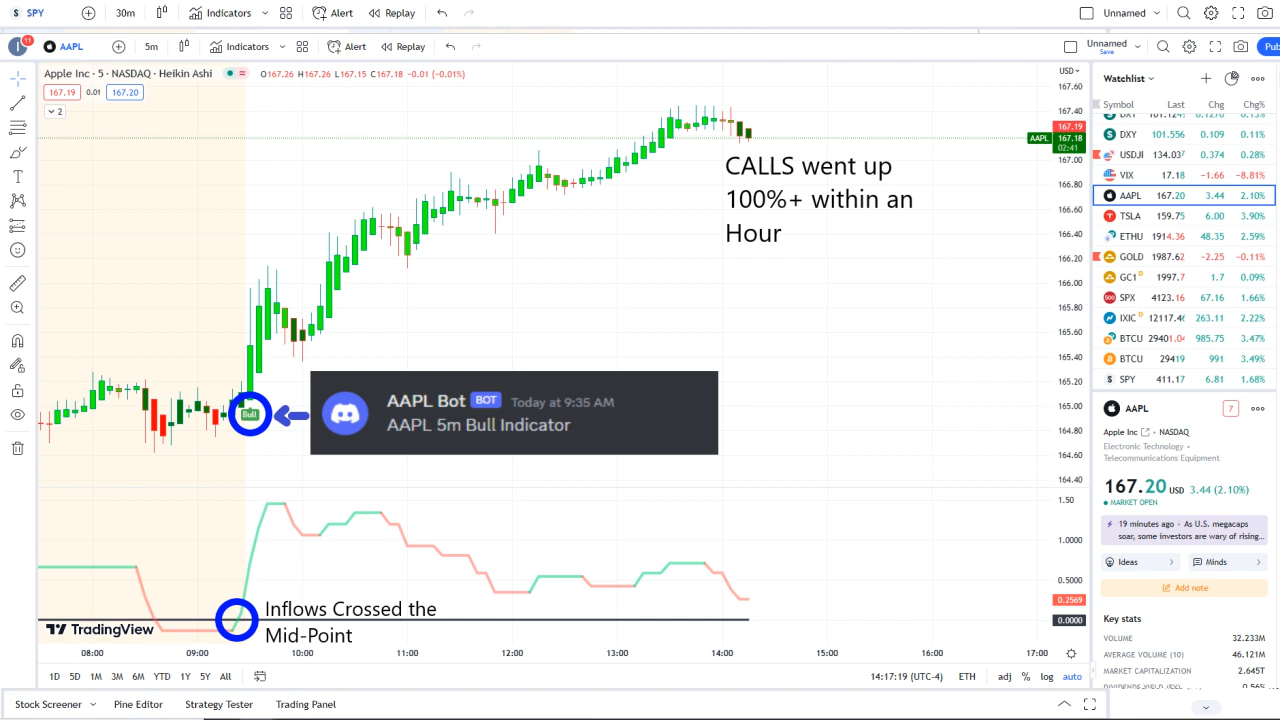 SPY 30m Indicators Alert Replay Unnamed
11 AAPL 5m Indicators Alert Replay Unnamed Save Pub
Apple Inc · 5 · NASDAQ · Heikin Ashi O167.26 H167.26 L167.15 C167.18 -0.01 (-0.01%)
167.19 0.01 167.20
2
USD
167.60
167.40
167.19
AAPL 167.18
02:41
167.00
166.80
166.60
166.40
166.20
166.00
165.80
165.60
165.40
165.20
165.00
164.80
164.60
164.40
CALLS went up
100%+ within an
Hour
Bull
AAPL Bot BOT Today at 9:35 AM
AAPL 5m Bull Indicator
1.50
1.0000
0.5000
0.2569
0.0000
Inflows Crossed the
Mid-Point
TradingView
08:00 09:00 10:00 11:00 12:00 13:00 14:00 15:00 16:00 17:00
1D 5D 1M 3M 6M YTD 1Y 5Y All 14:17:19 (UTC-4) ETH adj % log auto
Stock Screener Pine Editor Strategy Tester Trading Panel
Watchlist
Symbol Last Chg Chg%
DXY 101.556 0.109 0.11%
USDJI 134.037 0.374 0.28%
VIX 17.18 −1.66 −8.81%
AAPL 167.20 3.44 2.10%
TSLA 159.75 6.00 3.90%
ETHU 1914.36 48.35 2.59%
GOLD 1987.62 −2.25 −0.11%
GC1 D 1997.7 1.7 0.09%
SPX 4123.16 67.16 1.66%
IXIC D 12117.46 263.11 2.22%
BTCU 29401.04 985.75 3.47%
BTCU 29419 991 3.49%
SPY 411.17 6.81 1.68%
AAPL 7
Apple Inc • NASDAQ
Electronic Technology •
Telecommunications Equipment
167.20 USD 3.44 (2.10%)
MARKET OPEN
19 minutes ago · As U.S. megacaps
soar, some investors are wary of rising...
Ideas Minds
Add note
Key stats
VOLUME 32.233M
AVERAGE VOLUME (10) 46.121M
MARKET CAPITALIZATION 2.645T